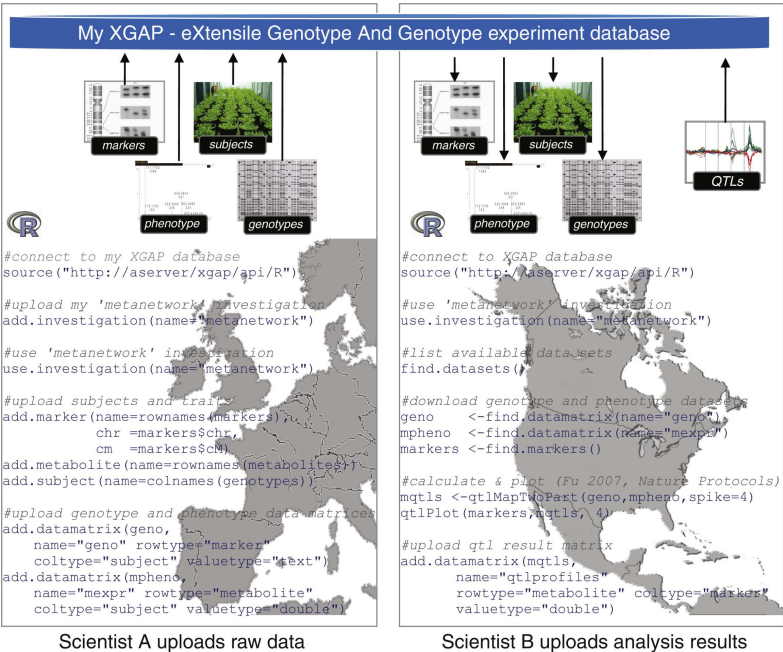 My XGAP - eXtensile Genotype And Genotype experiment database
markers
subjects
phenotype
genotypes
R
#connect to my XGAP database
source("http://aserver/xgap/api/R")
#upload my 'metanetwork' investigation
add.investigation(name="metanetwork")
#use 'metanetwork' investigation
use.investigation(name="metanetwork")
#upload subjects and traits
add.marker(name=rownames(markers),
chr =markers$chr,
cm =markers$cM)
add.metabolite(name=rownames(metabolites))
add.subject(name=colnames(genotypes))
#upload genotype and phenotype data matrices
add.datamatrix(geno,
name="geno" rowtype="marker"
coltype="subject" valuetype="text")
add.datamatrix(mpheno,
name="mexpr" rowtype="metabolite"
coltype="subject" valuetype="double")
Scientist A uploads raw data
markers
subjects
phenotype
genotypes
QTLs
R
#connect to XGAP database
source("http://aserver/xgap/api/R")
#use 'metanetwork' investigation
use.investigation(name="metanetwork")
#list available data sets
find.datasets()
#download genotype and phenotype datasets
geno <-find.datamatrix(name="geno")
mpheno <-find.datamatrix(name="mexpr")
markers <-find.markers()
#calculate & plot (Fu 2007, Nature Protocols)
mqtls <-qtlMapTwoPart(geno,mpheno,spike=4)
qtlPlot(markers,mqtls, 4)
#upload qtl result matrix
add.datamatrix(mqtls,
name="qtlprofiles"
rowtype="metabolite" coltype="marker"
valuetype="double")
Scientist B uploads analysis results